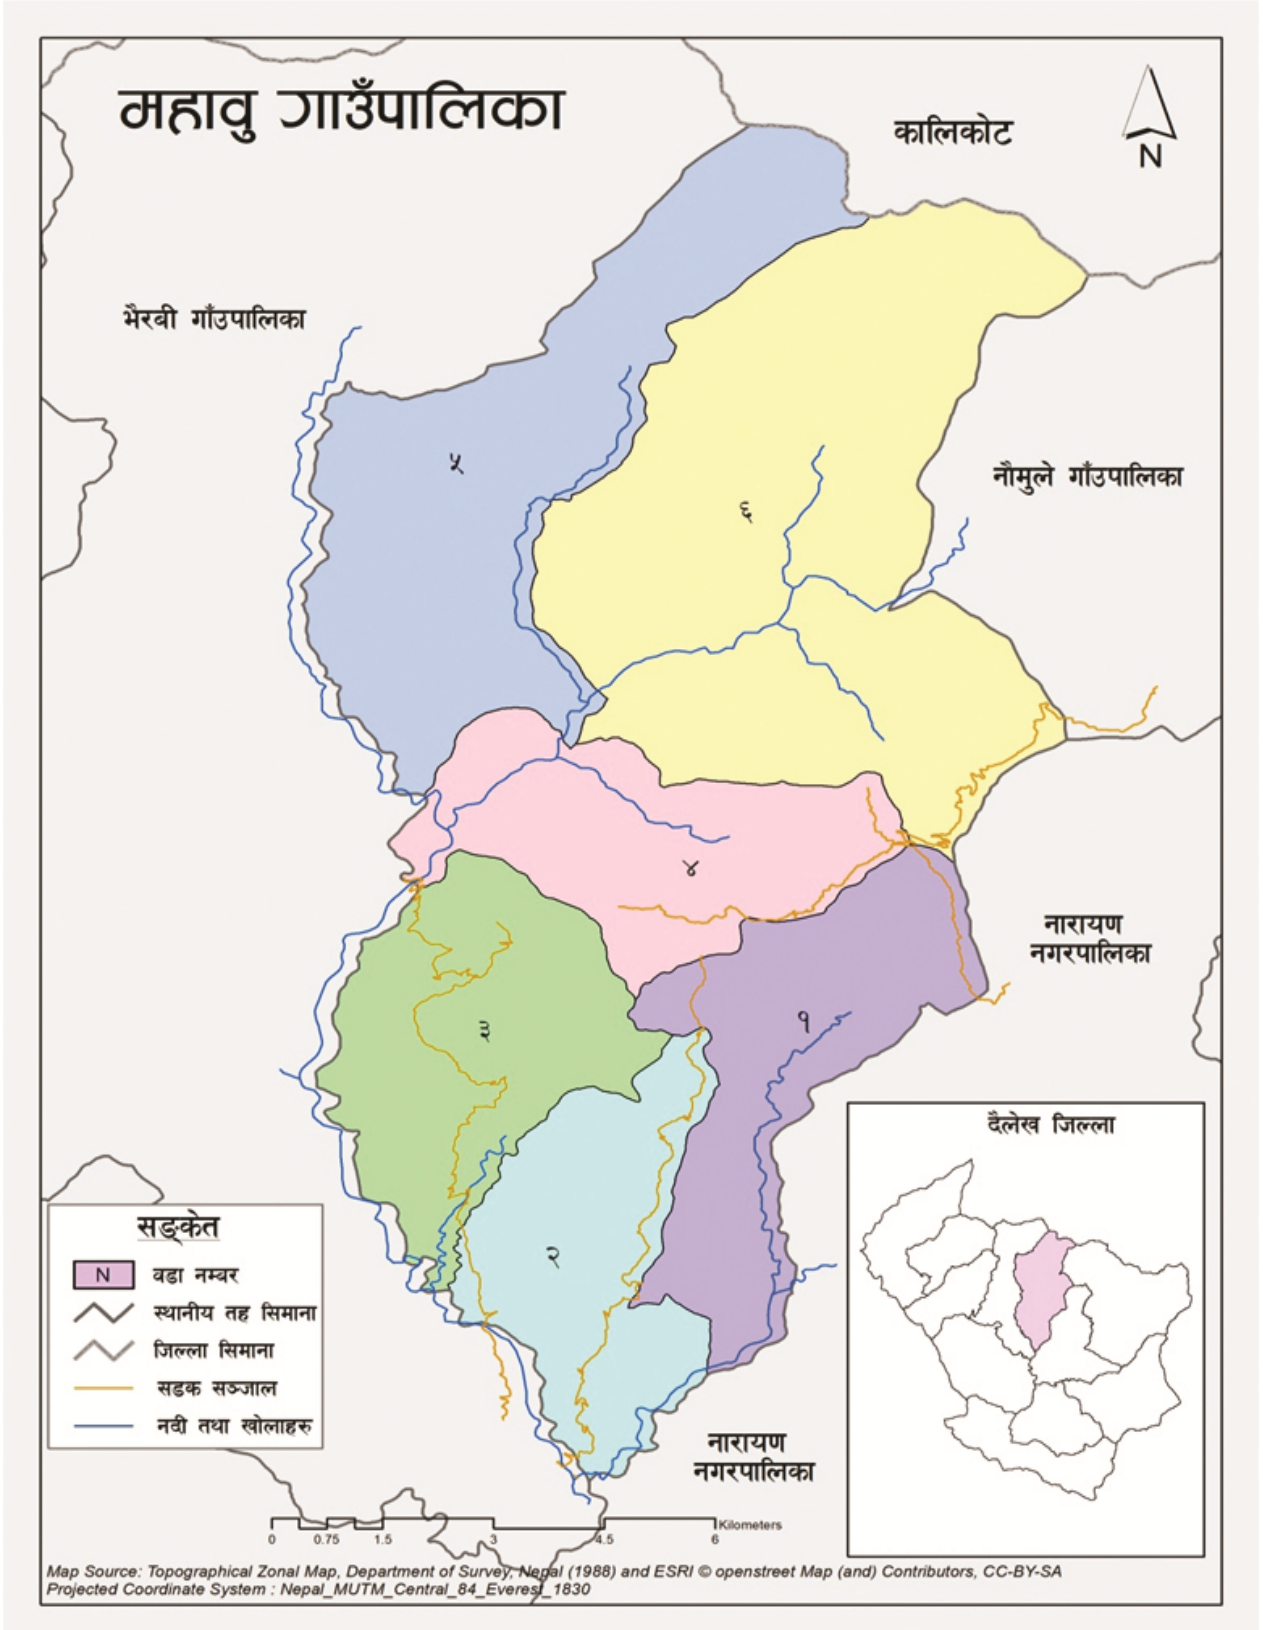 महावु गाउँपालिका
कालिकोट
N
भैरबी गाँउपालिका
५
६
नौमुले गाँउपालिका
४
नारायण
नगरपालिका
३
१
दैलेख जिल्ला
२
सङ्केत
N वडा नम्बर
स्थानीय तह सिमाना
जिल्ला सिमाना
सडक सञ्जाल
नदी तथा खोलाहरु
नारायण
नगरपालिका
Kilometers
0 0.75 1.5 3 4.5 6
Map Source: Topographical Zonal Map, Department of Survey, Nepal (1988) and ESRI © openstreet Map (and) Contributors, CC-BY-SA
Projected Coordinate System : Nepal_MUTM_Central_84_Everest_1830